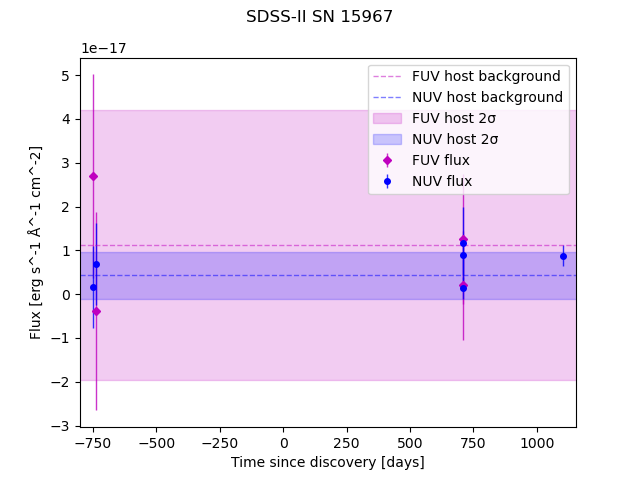 SDSS-II SN 15967
1e−17
FUV host background
NUV host background
FUV host 2σ
NUV host 2σ
FUV flux
NUV flux
5
4
3
2
1
0
−1
−2
−3
Flux [erg s^-1 Å^-1 cm^-2]
−750
−500
−250
0
250
500
750
1000
Time since discovery [days]